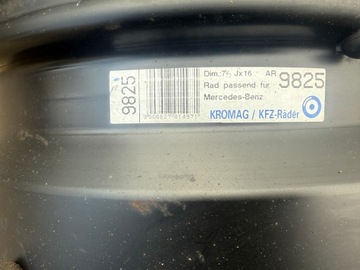 9825
Dim.: 7½ Jx16 AR 9825
Rad passend für
Mercedes-Benz
KROMAG / KFZ-Räder